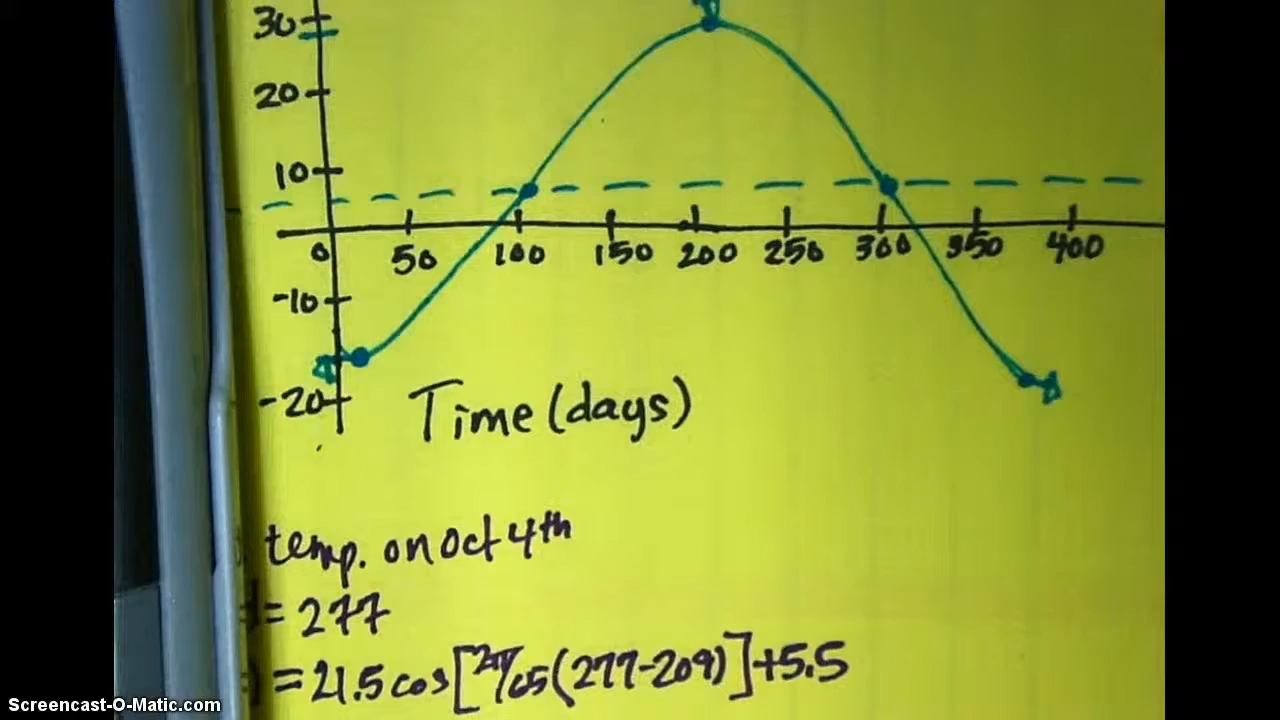 30
20
10
0 50 100 150 200 250 300 350 400
-10
-20
Time (days)
temp. on Oct 4th
= 277
= 21.5 cos [2π/65 (277-209)] + 5.5
Screencast-O-Matic.com